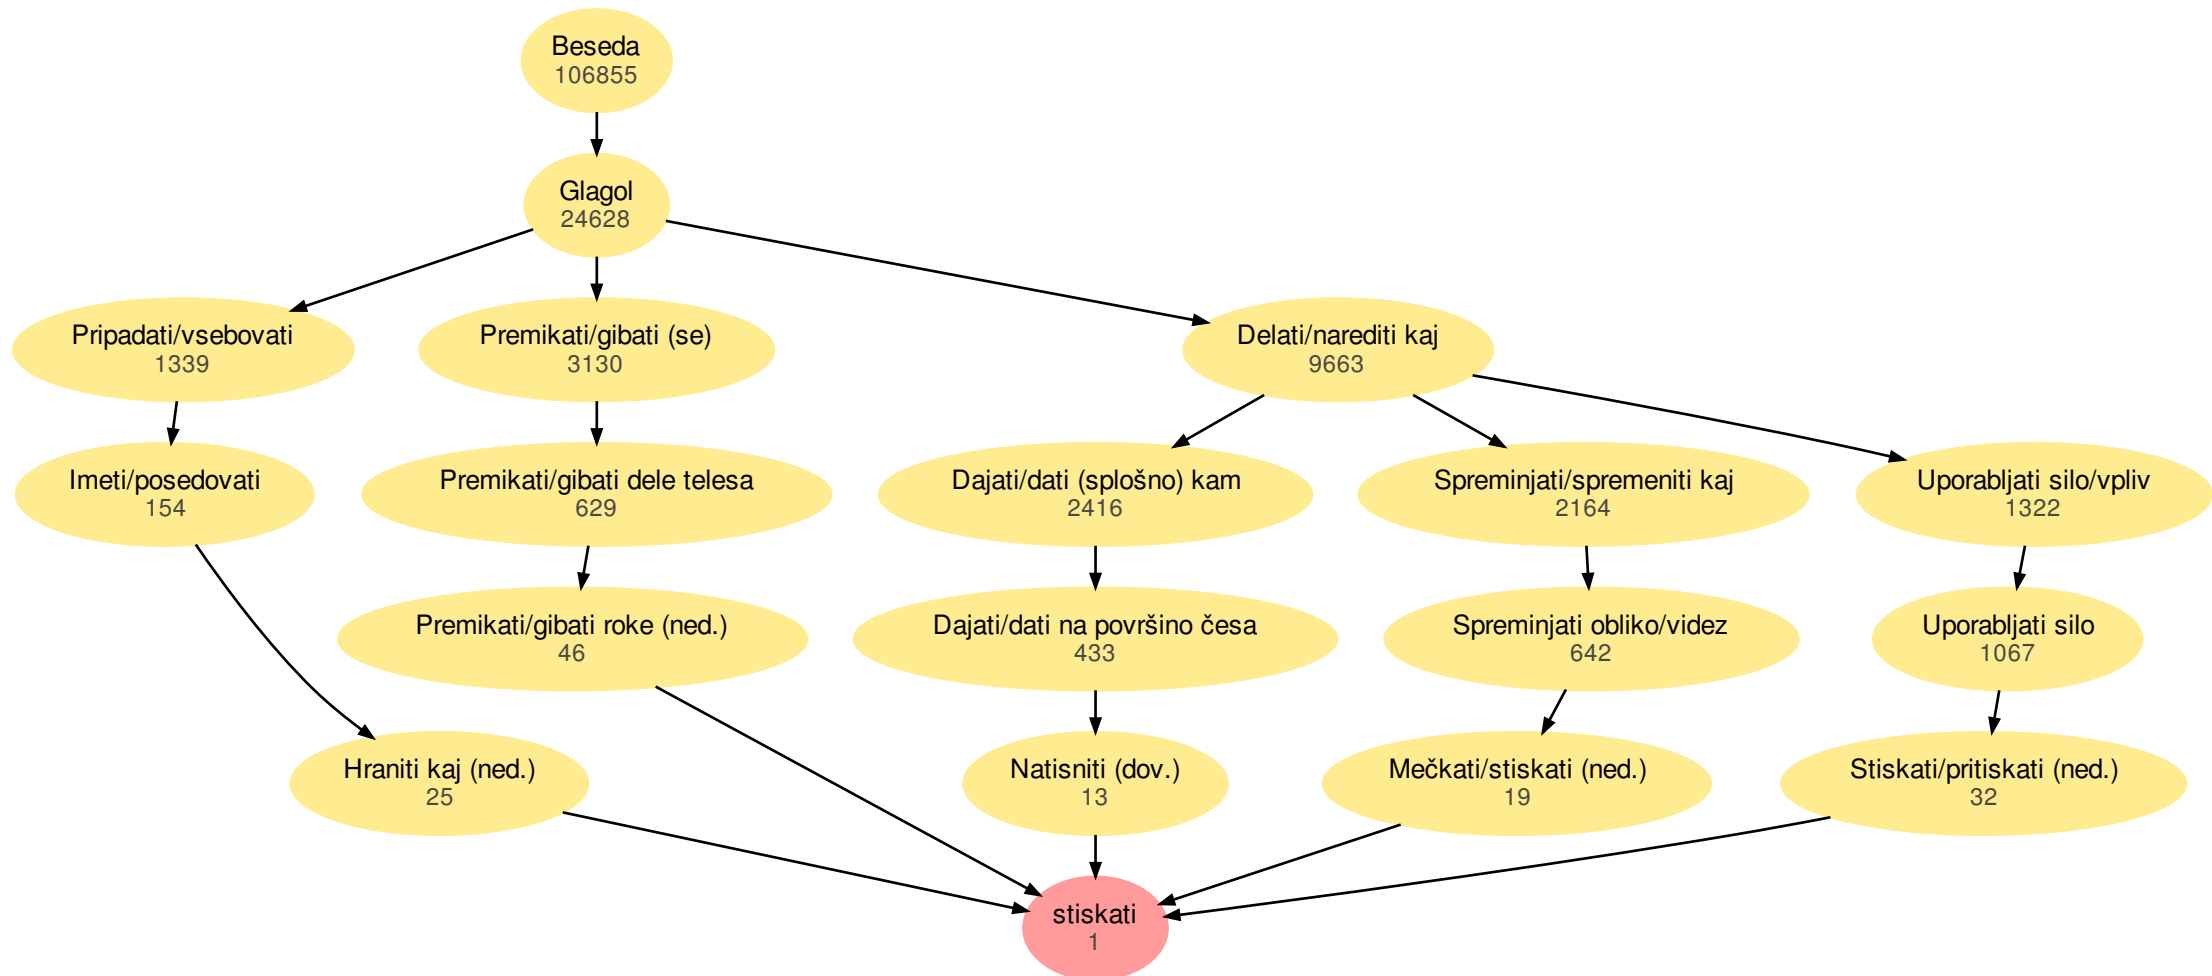 Beseda
106855
Glagol
24628
Pripadati/vsebovati
1339
Premikati/gibati (se)
3130
Delati/narediti kaj
9663
Imeti/posedovati
154
Premikati/gibati dele telesa
629
Dajati/dati (splošno) kam
2416
Spreminjati/spremeniti kaj
2164
Uporabljati silo/vpliv
1322
Premikati/gibati roke (ned.)
46
Dajati/dati na površino česa
433
Spreminjati obliko/videz
642
Uporabljati silo
1067
Hraniti kaj (ned.)
25
Natisniti (dov.)
13
Mečkati/stiskati (ned.)
19
Stiskati/pritiskati (ned.)
32
stiskati
1